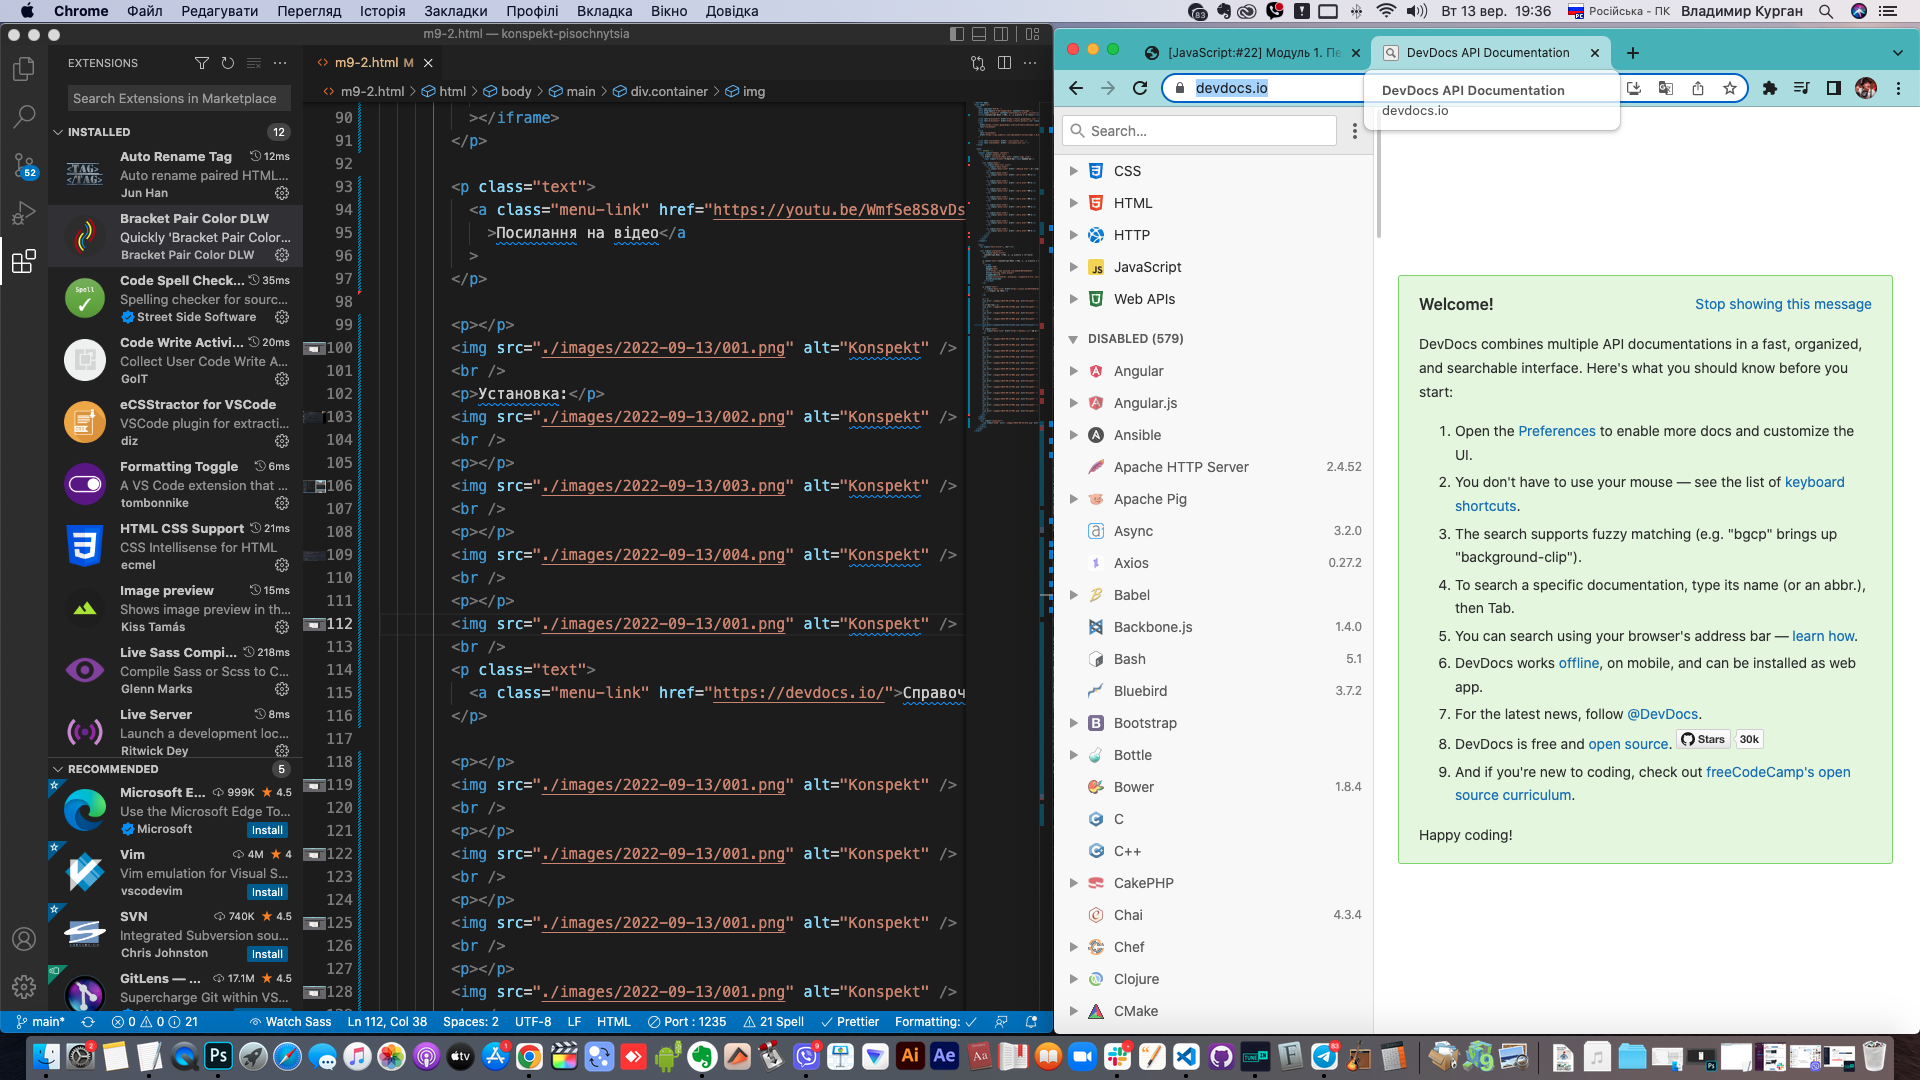 Chrome Файл Редагувати Перегляд Історія Закладки Профілі Вкладка Вікно Довідка Вт 13 вер. 19:36 Російська - ПК Владимир Курган
m9-2.html — konspekt-pisochnytsia
EXTENSIONS
Search Extensions in Marketplace
INSTALLED 12
Auto Rename Tag 12ms
Auto rename paired HTML...
Jun Han
Bracket Pair Color DLW
Quickly 'Bracket Pair Color...
Bracket Pair Color DLW
Code Spell Check... 35ms
Spelling checker for sourc...
Street Side Software
Code Write Activi... 20ms
Collect User Code Write A...
GoIT
eCSStractor for VSCode
VSCode plugin for extracti...
diz
Formatting Toggle 6ms
A VS Code extension that ...
tombonnike
HTML CSS Support 21ms
CSS Intellisense for HTML
ecmel
Image preview 15ms
Shows image preview in th...
Kiss Tamás
Live Sass Compi... 218ms
Compile Sass or Scss to C...
Glenn Marks
Live Server 8ms
Launch a development loc...
Ritwick Dey
RECOMMENDED 5
Microsoft E... 999K 4.5
Use the Microsoft Edge To...
Microsoft Install
Vim 4M 4
Vim emulation for Visual S...
vscodevim Install
SVN 740K 4.5
Integrated Subversion sou...
Chris Johnston Install
GitLens — ... 17.1M 4.5
Supercharge Git within VS...
52
m9-2.html M
m9-2.html > html > body > main > div.container > img
90 ></iframe>
91 </p>
92
93 <p class="text">
94 <a class="menu-link" href="https://youtu.be/WmfSe8S8vDs
95 >Посилання на відео</a
96 >
97 </p>
98
99 <p></p>
100 <img src="./images/2022-09-13/001.png" alt="Konspekt" />
101 <br />
102 <p>Установка:</p>
103 <img src="./images/2022-09-13/002.png" alt="Konspekt" />
104 <br />
105 <p></p>
106 <img src="./images/2022-09-13/003.png" alt="Konspekt" />
107 <br />
108 <p></p>
109 <img src="./images/2022-09-13/004.png" alt="Konspekt" />
110 <br />
111 <p></p>
112 <img src="./images/2022-09-13/001.png" alt="Konspekt" />
113 <br />
114 <p class="text">
115 <a class="menu-link" href="https://devdocs.io/">Справоч
116 </p>
117
118 <p></p>
119 <img src="./images/2022-09-13/001.png" alt="Konspekt" />
120 <br />
121 <p></p>
122 <img src="./images/2022-09-13/001.png" alt="Konspekt" />
123 <br />
124 <p></p>
125 <img src="./images/2022-09-13/001.png" alt="Konspekt" />
126 <br />
127 <p></p>
128 <img src="./images/2022-09-13/001.png" alt="Konspekt" />
main* 0 0 21 Watch Sass Ln 112, Col 38 Spaces: 2 UTF-8 LF HTML Port : 1235 21 Spell Prettier Formatting:
[JavaScript:#22] Модуль 1. Пе
DevDocs API Documentation
devdocs.io
DevDocs API Documentation
devdocs.io
Search...
CSS
HTML
HTTP
JavaScript
Web APIs
DISABLED (579)
Angular
Angular.js
Ansible
Apache HTTP Server 2.4.52
Apache Pig
Async 3.2.0
Axios 0.27.2
Babel
Backbone.js 1.4.0
Bash 5.1
Bluebird 3.7.2
Bootstrap
Bottle
Bower 1.8.4
C
C++
CakePHP
Chai 4.3.4
Chef
Clojure
CMake
Welcome! Stop showing this message
DevDocs combines multiple API documentations in a fast, organized,
and searchable interface. Here's what you should know before you
start:
1. Open the Preferences to enable more docs and customize the
UI.
2. You don't have to use your mouse — see the list of keyboard
shortcuts.
3. The search supports fuzzy matching (e.g. "bgcp" brings up
"background-clip").
4. To search a specific documentation, type its name (or an abbr.),
then Tab.
5. You can search using your browser's address bar — learn how.
6. DevDocs works offline, on mobile, and can be installed as web
app.
7. For the latest news, follow @DevDocs.
8. DevDocs is free and open source. Stars 30k
9. And if you're new to coding, check out freeCodeCamp's open
source curriculum.
Happy coding!